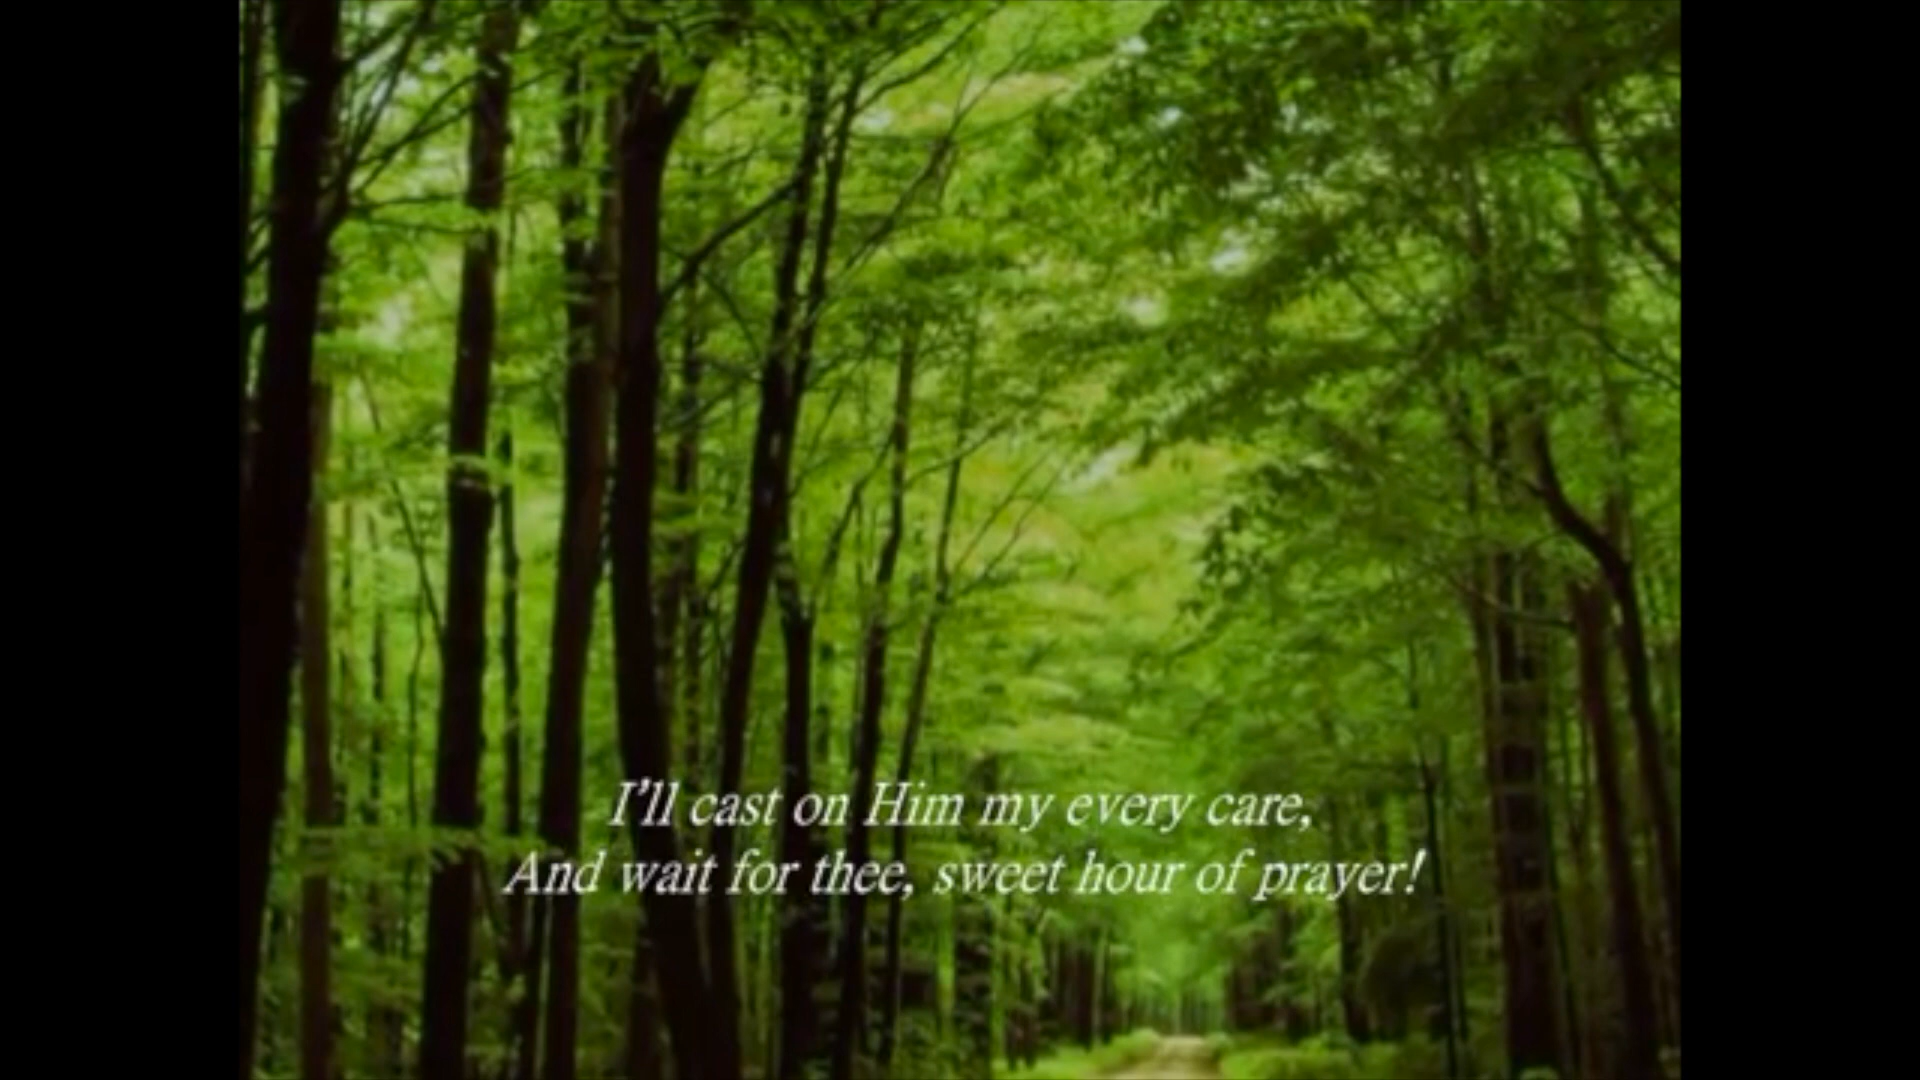 I'll cast on Him my every care,
And wait for thee, sweet hour of prayer!